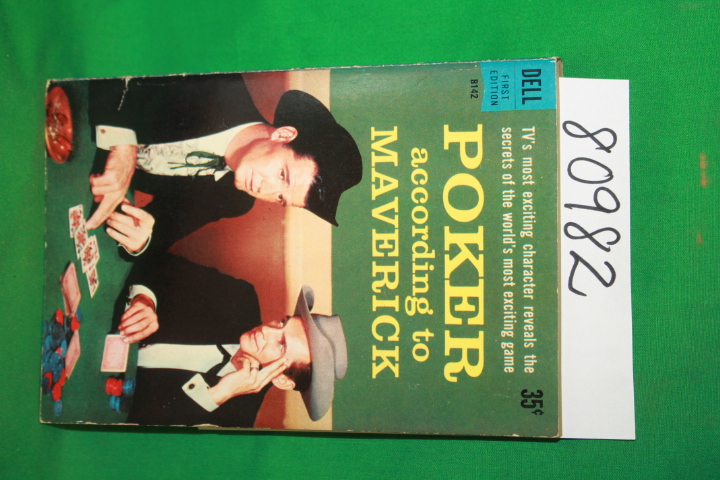 DELL
FIRST
EDITION
B142
TV's most exciting character reveals the
secrets of the world's most exciting game
35¢
POKER
according to
MAVERICK
80982